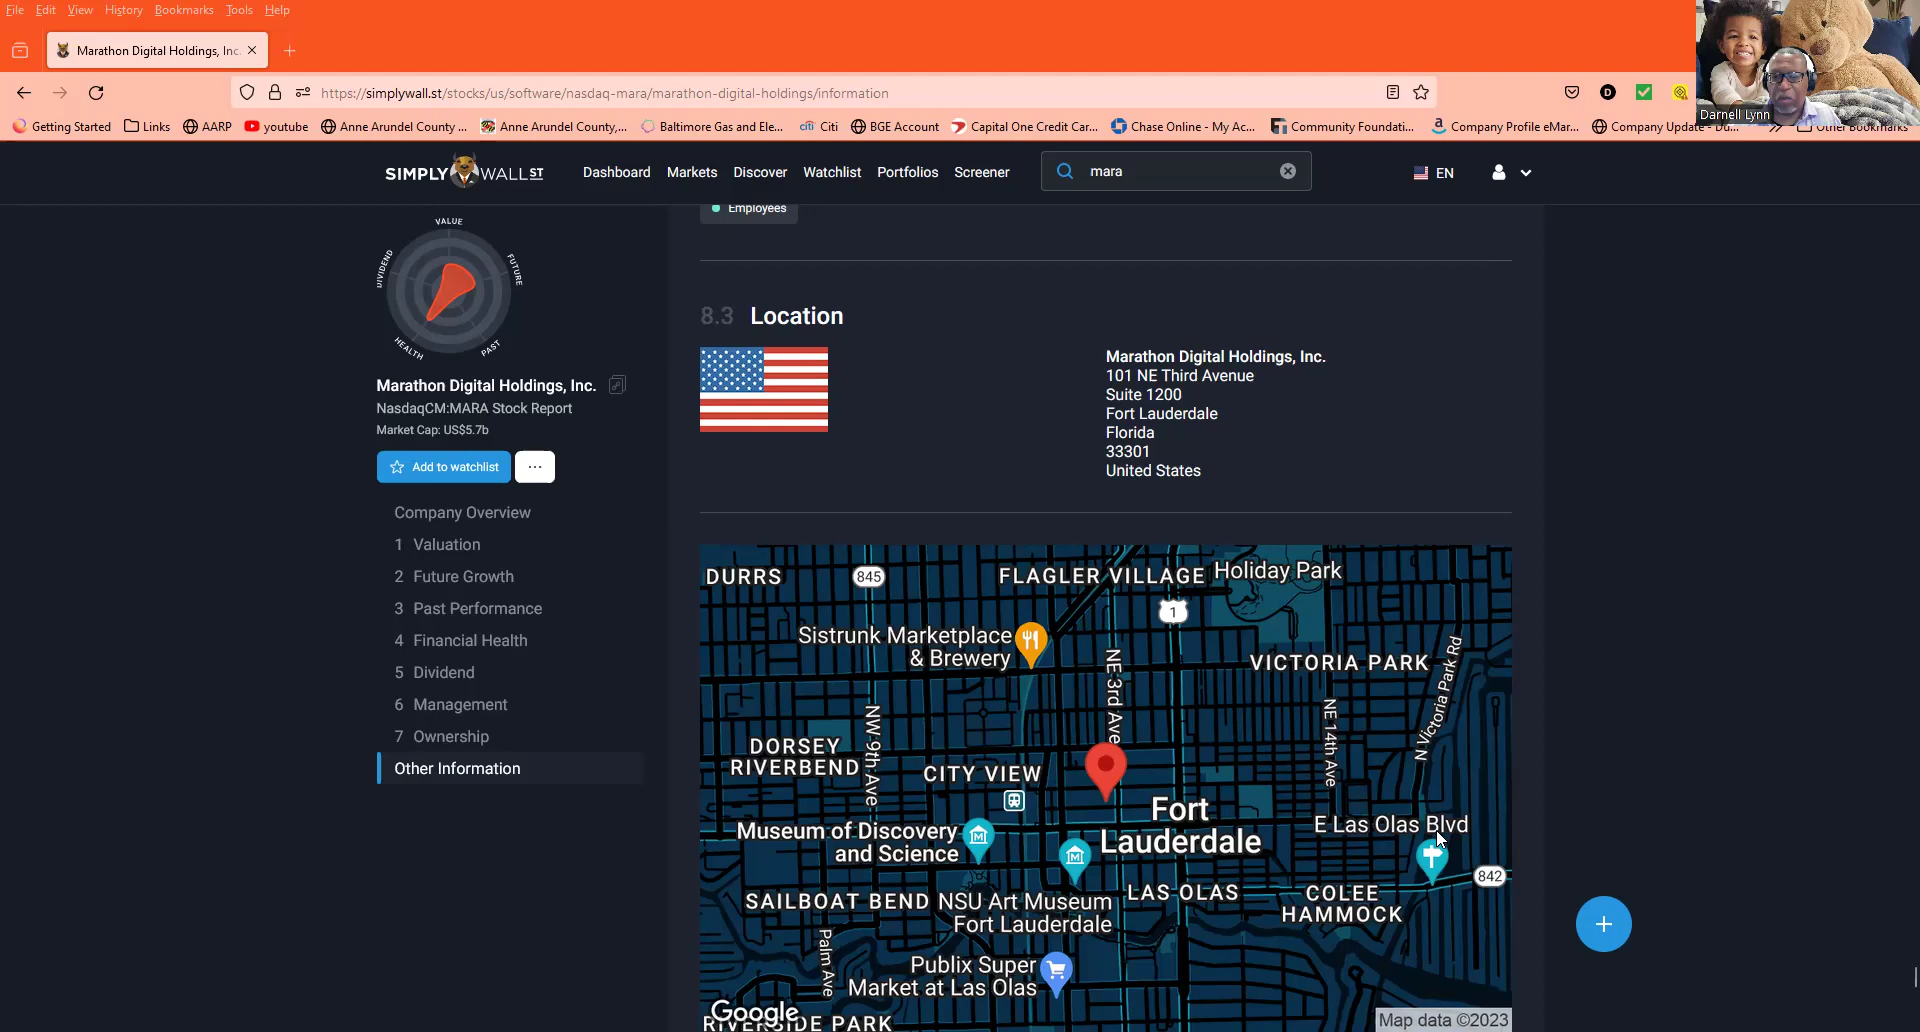 File Edit View History Bookmarks Tools Help
Marathon Digital Holdings, Inc.
https://simplywall.st/stocks/us/software/nasdaq-mara/marathon-digital-holdings/information
Darnell Lynn
Getting Started Links AARP youtube Anne Arundel County ... Anne Arundel County,... Baltimore Gas and Ele... citi Citi BGE Account Capital One Credit Car... Chase Online - My Ac... Community Foundati... Company Profile eMar... Company Update - Du... Other Bookmarks
SIMPLY WALL ST Dashboard Markets Discover Watchlist Portfolios Screener mara EN
Employees
VALUE
FUTURE
PAST
HEALTH
DIVIDEND
Marathon Digital Holdings, Inc.
NasdaqCM:MARA Stock Report
Market Cap: US$5.7b
Add to watchlist ...
Company Overview
1 Valuation
2 Future Growth
3 Past Performance
4 Financial Health
5 Dividend
6 Management
7 Ownership
Other Information
8.3 Location
Marathon Digital Holdings, Inc.
101 NE Third Avenue
Suite 1200
Fort Lauderdale
Florida
33301
United States
DURRS
845
FLAGLER VILLAGE
Holiday Park
1
Sistrunk Marketplace
& Brewery
NE 3rd Ave
VICTORIA PARK
N Victoria Park Rd
NW 9th Ave
NE 14th Ave
DORSEY
RIVERBEND
CITY VIEW
Fort
Lauderdale
E Las Olas Blvd
Museum of Discovery
and Science
842
SAILBOAT BEND
NSU Art Museum
Fort Lauderdale
LAS OLAS
COLEE
HAMMOCK
Palm Ave
Publix Super
Market at Las Olas
Google
RIVERSIDE PARK
Map data ©2023